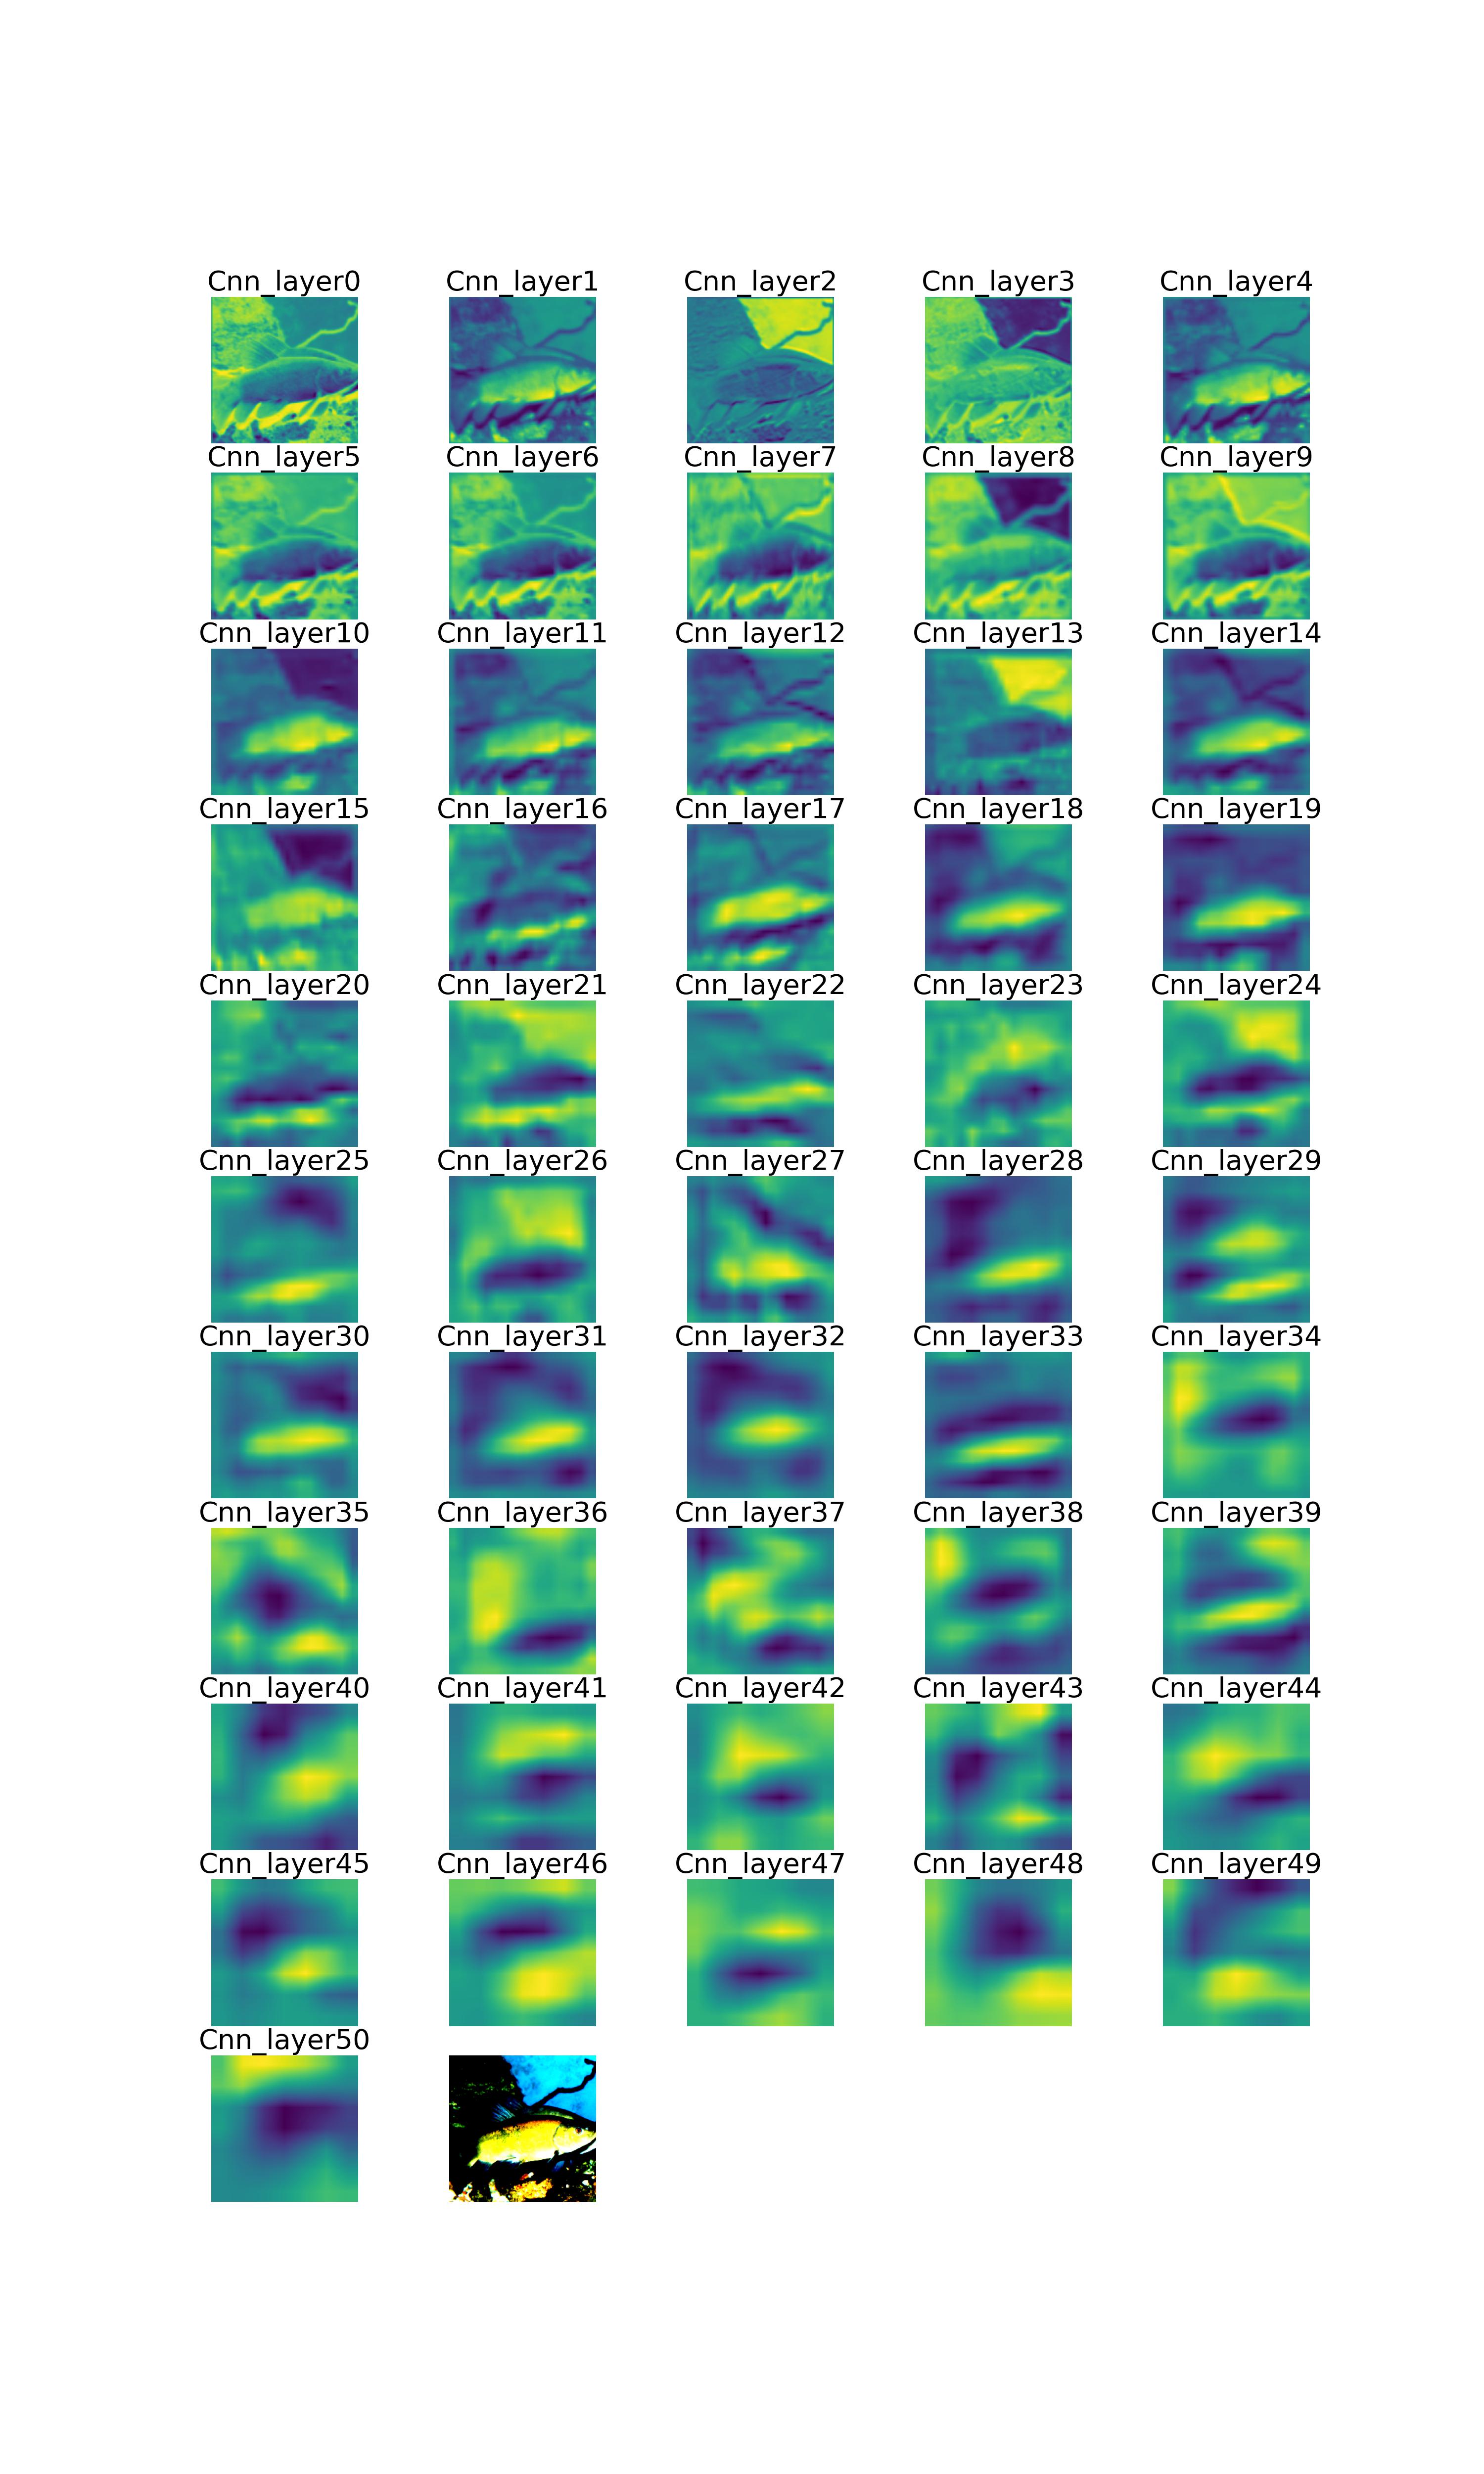 Cnn_layer0 Cnn_layer1 Cnn_layer2 Cnn_layer3 Cnn_layer4
Cnn_layer5 Cnn_layer6 Cnn_layer7 Cnn_layer8 Cnn_layer9
Cnn_layer10 Cnn_layer11 Cnn_layer12 Cnn_layer13 Cnn_layer14
Cnn_layer15 Cnn_layer16 Cnn_layer17 Cnn_layer18 Cnn_layer19
Cnn_layer20 Cnn_layer21 Cnn_layer22 Cnn_layer23 Cnn_layer24
Cnn_layer25 Cnn_layer26 Cnn_layer27 Cnn_layer28 Cnn_layer29
Cnn_layer30 Cnn_layer31 Cnn_layer32 Cnn_layer33 Cnn_layer34
Cnn_layer35 Cnn_layer36 Cnn_layer37 Cnn_layer38 Cnn_layer39
Cnn_layer40 Cnn_layer41 Cnn_layer42 Cnn_layer43 Cnn_layer44
Cnn_layer45 Cnn_layer46 Cnn_layer47 Cnn_layer48 Cnn_layer49
Cnn_layer50